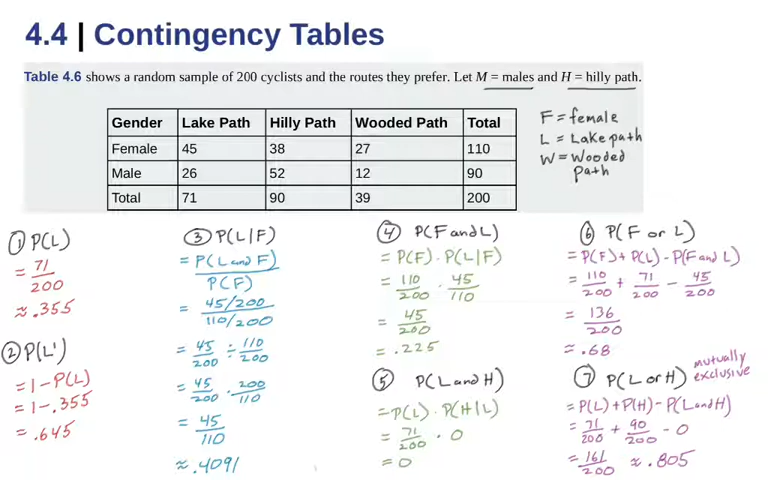 4.4 | Contingency Tables
Table 4.6 shows a random sample of 200 cyclists and the routes they prefer. Let M = males and H = hilly path.
Gender Lake Path Hilly Path Wooded Path Total
Female 45 38 27 110
Male 26 52 12 90
Total 71 90 39 200
F = female
L = Lake path
W = Wooded
path
① P(L)
= 71/200
≈ .355
② P(L')
= 1 - P(L)
= 1 - .355
= .645
③ P(L|F)
= P(L and F)/P(F)
= 45/200 / 110/200
= 45/200 ÷ 110/200
= 45/200 · 200/110
= 45/110
≈ .4091
④ P(F and L)
= P(F) · P(L|F)
= 110/200 · 45/110
= 45/200
= .225
⑤ P(L and H)
= P(L) · P(H|L)
= 71/200 · 0
= 0
⑥ P(F or L)
= P(F) + P(L) - P(F and L)
= 110/200 + 71/200 - 45/200
= 136/200
≈ .68
⑦ P(L or H) mutually
exclusive
= P(L) + P(H) - P(L and H)
= 71/200 + 90/200 - 0
= 161/200 ≈ .805